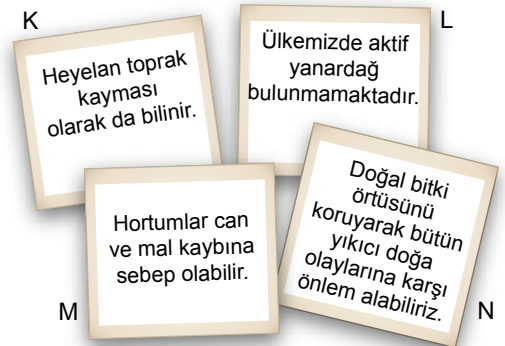 K
Heyelan toprak
kayması
olarak da bilinir.
L
Ülkemizde aktif
yanardağ
bulunmamaktadır.
M
Hortumlar can
ve mal kaybına
sebep olabilir.
N
Doğal bitki
örtüsünü
koruyarak bütün
yıkıcı doğa
olaylarına karşı
önlem alabiliriz.